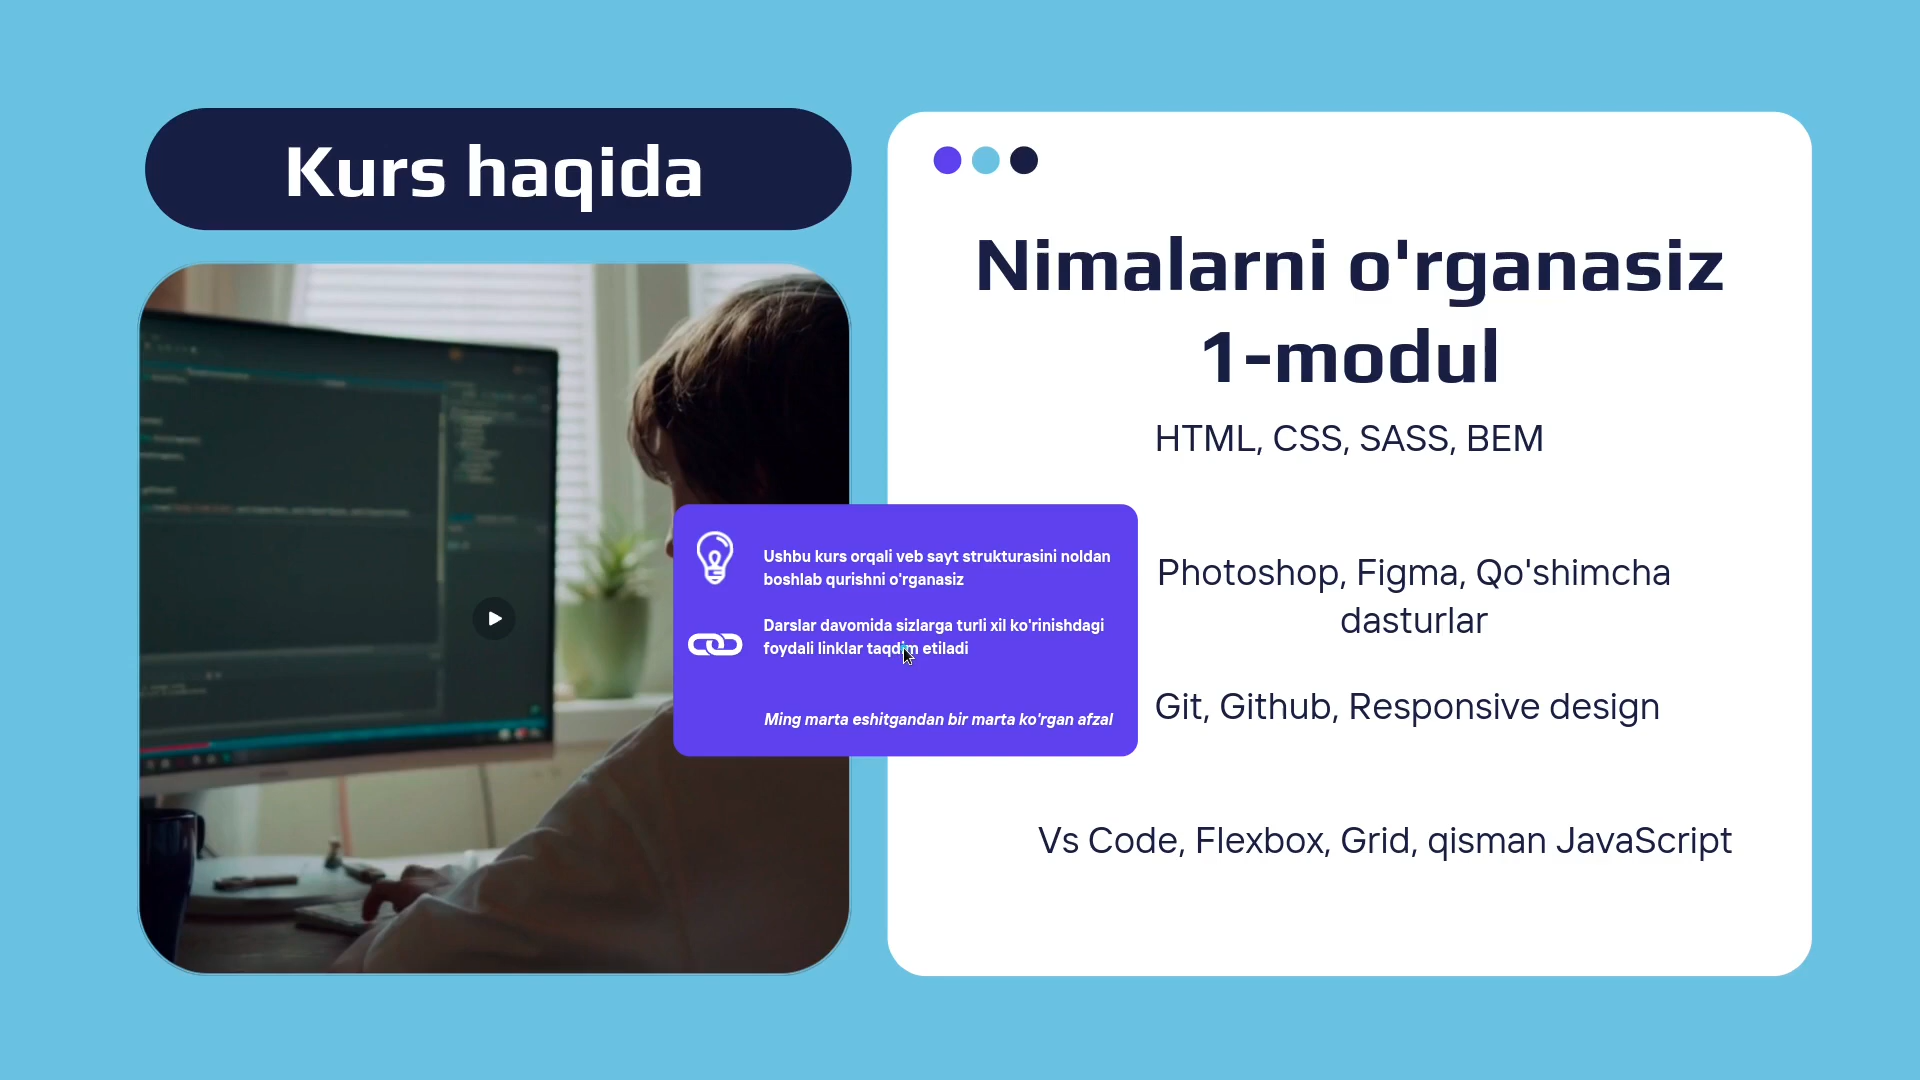 Kurs haqida
Nimalarni o'rganasiz
1-modul
HTML, CSS, SASS, BEM
Ushbu kurs orqali veb sayt strukturasini noldan
boshlab qurishni o'rganasiz
Darslar davomida sizlarga turli xil ko'rinishdagi
foydali linklar taqdim etiladi
Ming marta eshitgandan bir marta ko'rgan afzal
Photoshop, Figma, Qo'shimcha
dasturlar
Git, Github, Responsive design
Vs Code, Flexbox, Grid, qisman JavaScript